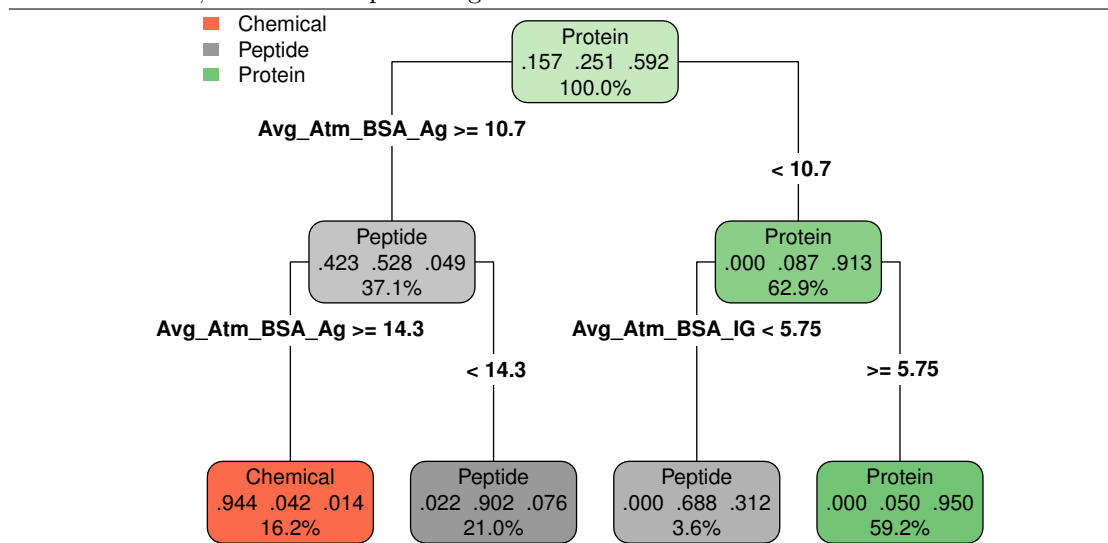 Chemical
Peptide
Protein
Protein
.157 .251 .592
100.0%
Avg_Atm_BSA_Ag >= 10.7
< 10.7
Peptide
.423 .528 .049
37.1%
Protein
.000 .087 .913
62.9%
Avg_Atm_BSA_Ag >= 14.3
< 14.3
Avg_Atm_BSA_IG < 5.75
>= 5.75
Chemical
.944 .042 .014
16.2%
Peptide
.022 .902 .076
21.0%
Peptide
.000 .688 .312
3.6%
Protein
.000 .050 .950
59.2%